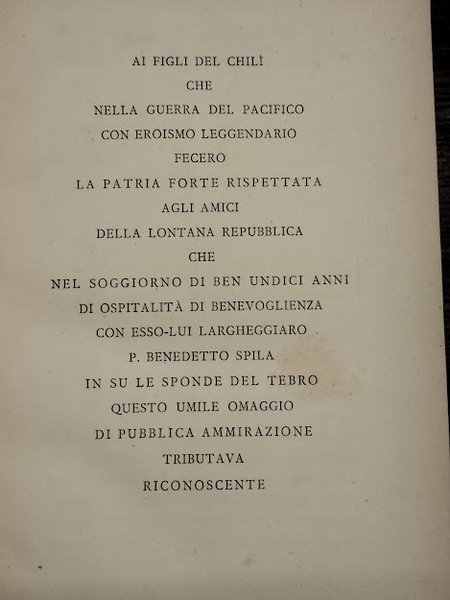 AI FIGLI DEL CHILÌ
CHE
NELLA GUERRA DEL PACIFICO
CON EROISMO LEGGENDARIO
FECERO
LA PATRIA FORTE RISPETTATA
AGLI AMICI
DELLA LONTANA REPUBBLICA
CHE
NEL SOGGIORNO DI BEN UNDICI ANNI
DI OSPITALITÀ DI BENEVOGLIENZA
CON ESSO-LUI LARGHEGGIARO
P. BENEDETTO SPILA
IN SU LE SPONDE DEL TEBRO
QUESTO UMILE OMAGGIO
DI PUBBLICA AMMIRAZIONE
TRIBUTAVA
RICONOSCENTE